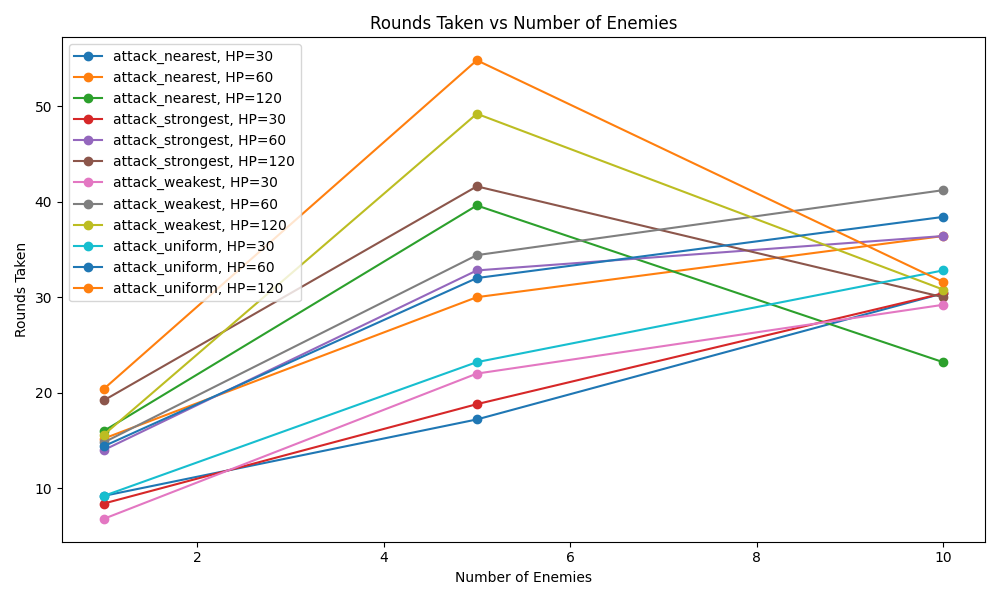 Rounds Taken vs Number of Enemies
attack_nearest, HP=30
attack_nearest, HP=60
attack_nearest, HP=120
attack_strongest, HP=30
attack_strongest, HP=60
attack_strongest, HP=120
attack_weakest, HP=30
attack_weakest, HP=60
attack_weakest, HP=120
attack_uniform, HP=30
attack_uniform, HP=60
attack_uniform, HP=120
Rounds Taken
50
40
30
20
10
2
4
6
8
10
Number of Enemies